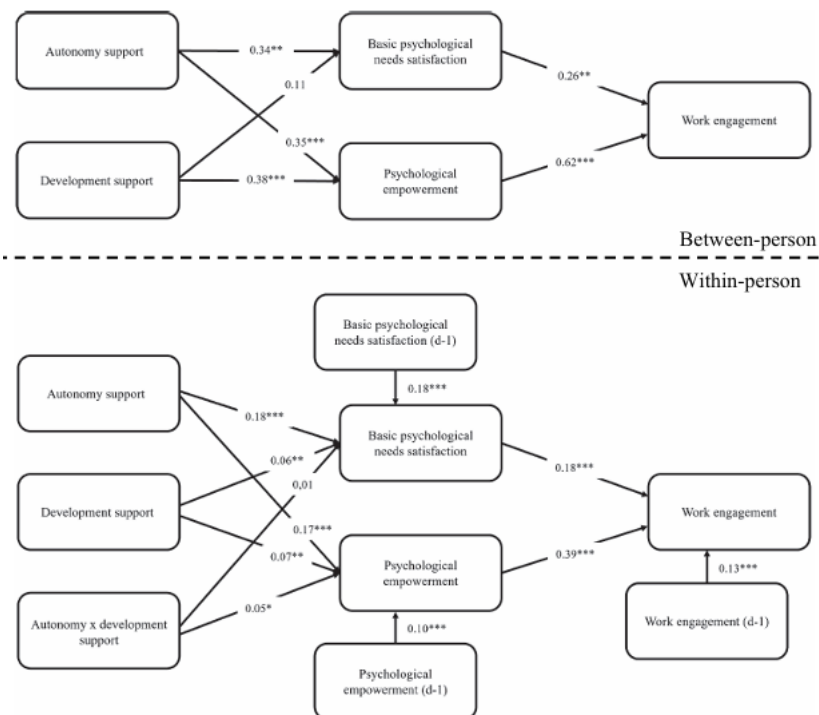 Autonomy support
0.34**
Basic psychological
needs satisfaction
0.11
0.26**
Work engagement
0.35***
0.62***
Development support
0.38***
Psychological
empowerment
Between-person
Within-person
Basic psychological
needs satisfaction (d-1)
Autonomy support
0.18***
0.18***
Basic psychological
needs satisfaction
0.06**
0,01
0.18***
Development support
Work engagement
0.17***
0.07**
Psychological
empowerment
0.39***
0.13***
Autonomy x development
support
0.05*
0.10***
Work engagement (d-1)
Psychological
empowerment (d-1)